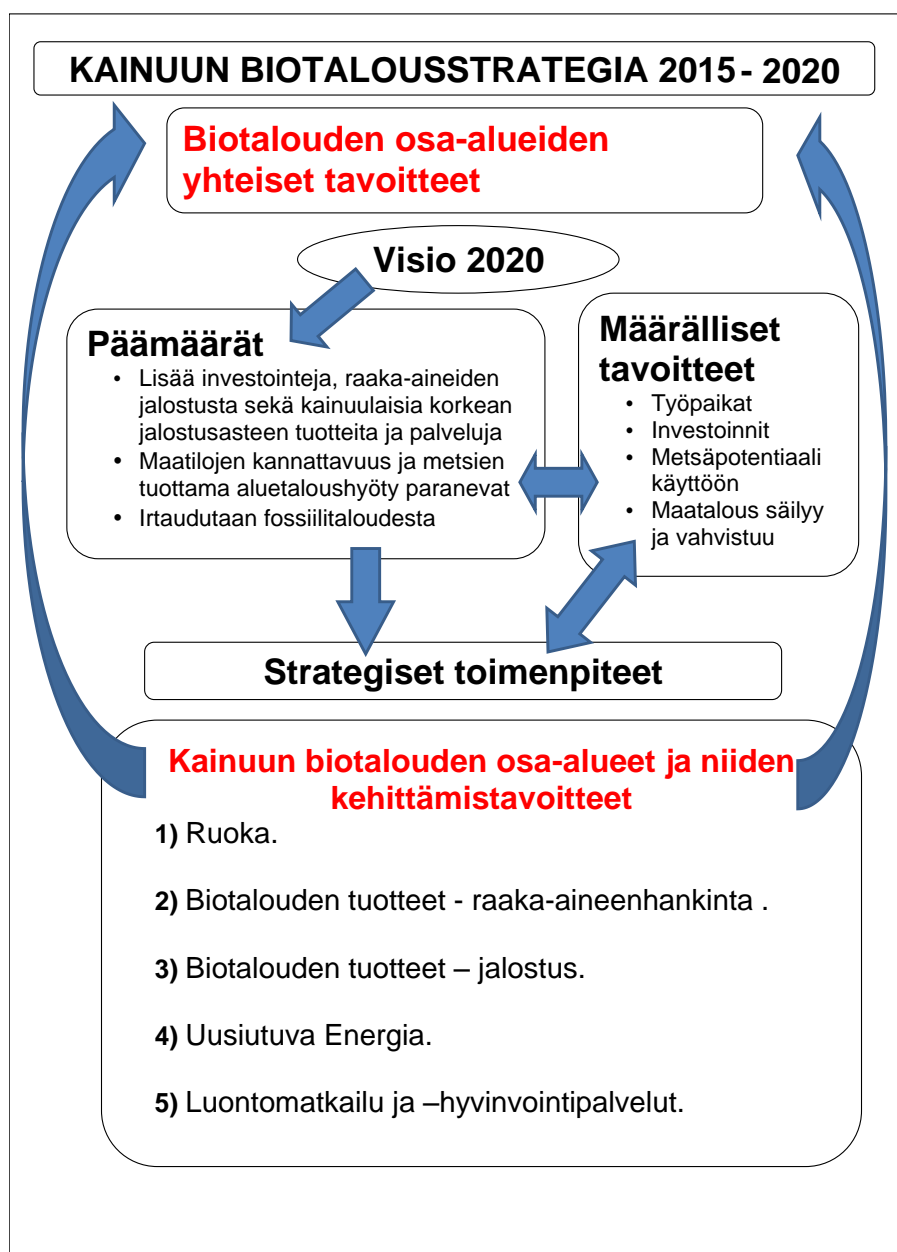 KAINUUN BIOTALOUSSTRATEGIA 2015 - 2020
Biotalouden osa-alueiden
yhteiset tavoitteet
Visio 2020
Päämäärät
• Lisää investointeja, raaka-aineiden
jalostusta sekä kainuulaisia korkean
jalostusasteen tuotteita ja palveluja
• Maatilojen kannattavuus ja metsien
tuottama aluetaloushyöty paranevat
• Irtaudutaan fossiilitaloudesta
Määrälliset
tavoitteet
• Työpaikat
• Investoinnit
• Metsäpotentiaali
käyttöön
• Maatalous säilyy
ja vahvistuu
Strategiset toimenpiteet
Kainuun biotalouden osa-alueet ja niiden
kehittämistavoitteet
1) Ruoka.
2) Biotalouden tuotteet - raaka-aineenhankinta .
3) Biotalouden tuotteet – jalostus.
4) Uusiutuva Energia.
5) Luontomatkailu ja –hyvinvointipalvelut.